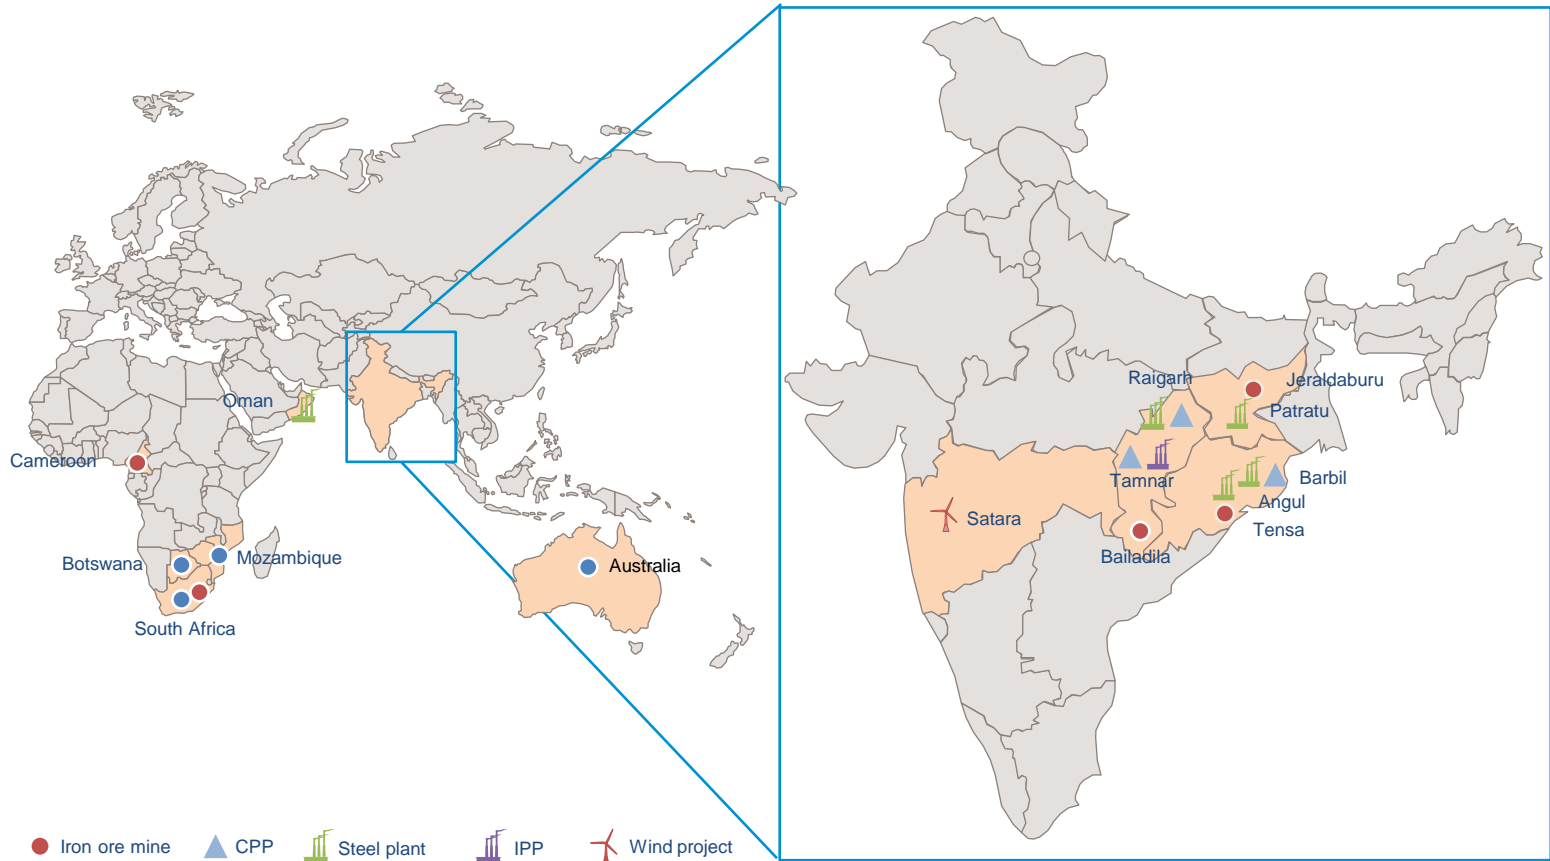 Raigarh
Jeraldaburu
Oman
Patratu
Cameroon
Tamnar
Barbil
Angul
Satara
Tensa
Botswana
Mozambique
Bailadila
Australia
South Africa
Iron ore mine
CPP
Steel plant
IPP
Wind project